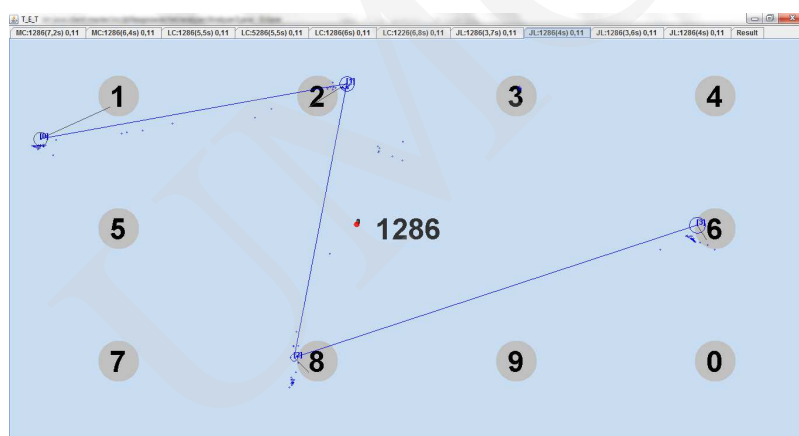 T_E_T
MC:1286(7,2s) 0,11 MC:1286(6,4s) 0,11 LC:1286(5,5s) 0,11 LC:5286(5,5s) 0,11 LC:1286(6s) 0,11 LC:1226(6,8s) 0,11 JL:1286(3,7s) 0,11 JL:1286(4s) 0,11 JL:1286(3,6s) 0,11 JL:1286(4s) 0,11 Result
1 2 3 4
5 1286 6
7 8 9 0
UMC